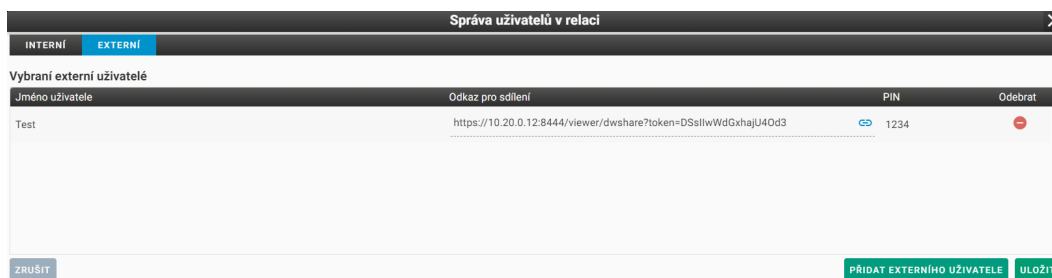 Správa uživatelů v relaci
INTERNÍ EXTERNÍ
Vybraní externí uživatelé
Jméno uživatele Odkaz pro sdílení PIN Odebrat
Test https://10.20.0.12:8444/viewer/dwshare?token=DSsIIwWdGxhajU4Od3 1234
ZRUŠIT PŘIDAT EXTERNÍHO UŽIVATELE ULOŽIT